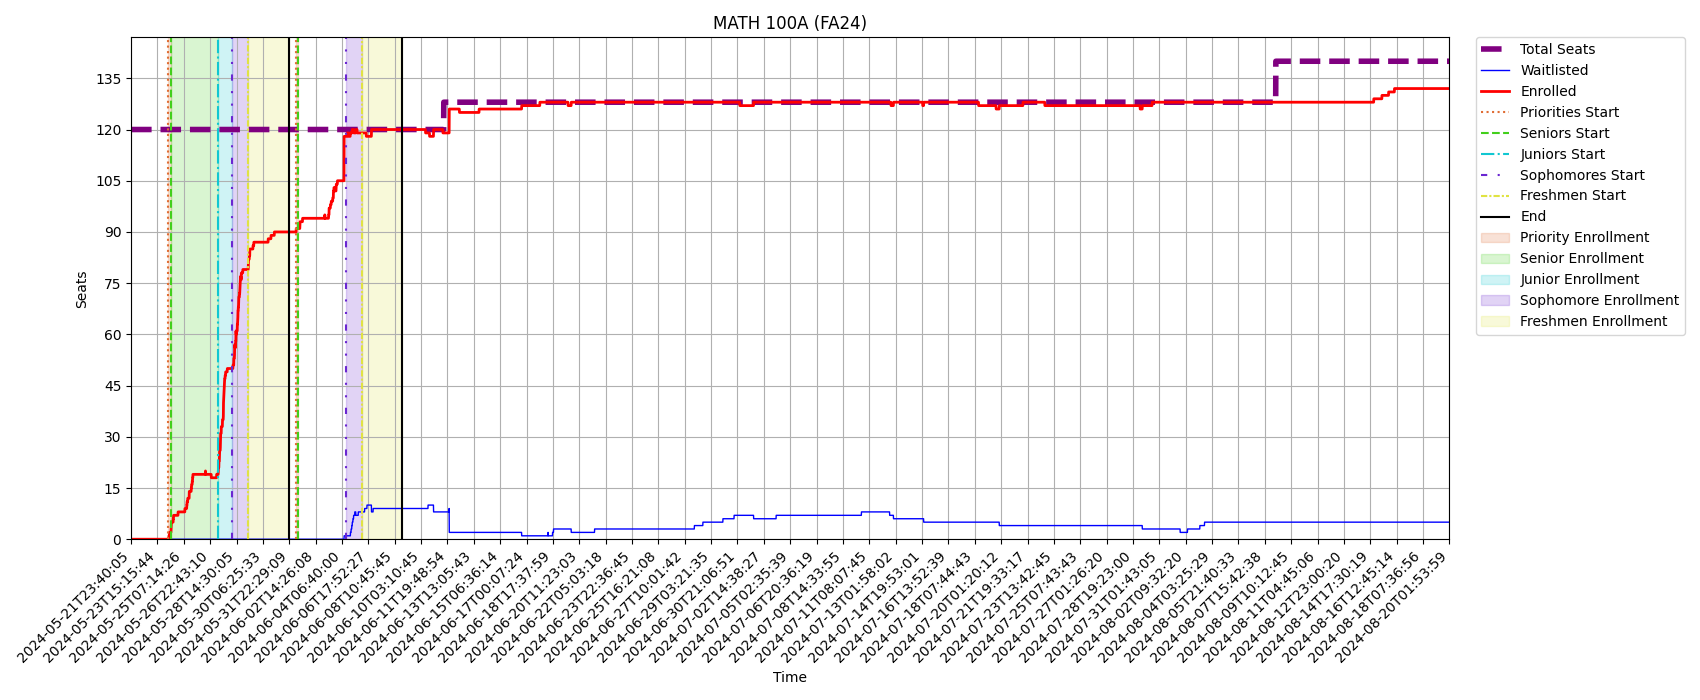 MATH 100A (FA24)
Seats
135
120
105
90
75
60
45
30
15
0
2024-05-21T23:40:05
2024-05-23T15:15:44
2024-05-25T07:14:26
2024-05-26T22:43:10
2024-05-28T14:30:05
2024-05-30T06:25:33
2024-05-31T22:29:09
2024-06-02T14:26:08
2024-06-04T06:40:00
2024-06-06T17:52:27
2024-06-08T10:45:45
2024-06-10T03:10:45
2024-06-11T19:48:54
2024-06-13T13:05:43
2024-06-15T06:36:14
2024-06-17T00:07:24
2024-06-18T17:37:59
2024-06-20T11:23:03
2024-06-22T05:03:18
2024-06-23T22:36:45
2024-06-25T16:21:08
2024-06-27T10:01:42
2024-06-29T03:21:35
2024-06-30T21:06:51
2024-07-02T14:38:27
2024-07-05T02:35:39
2024-07-06T20:36:19
2024-07-08T14:33:55
2024-07-11T08:07:45
2024-07-13T01:58:02
2024-07-14T19:53:01
2024-07-16T13:52:39
2024-07-18T07:44:43
2024-07-20T01:20:12
2024-07-21T19:33:17
2024-07-23T13:42:45
2024-07-25T07:43:43
2024-07-27T01:26:20
2024-07-28T19:23:00
2024-07-31T01:43:05
2024-08-02T09:32:20
2024-08-04T03:25:29
2024-08-05T21:40:33
2024-08-07T15:42:38
2024-08-09T10:12:45
2024-08-11T04:45:06
2024-08-12T23:00:20
2024-08-14T17:30:19
2024-08-16T12:45:14
2024-08-18T07:36:56
2024-08-20T01:53:59
Time
Total Seats
Waitlisted
Enrolled
Priorities Start
Seniors Start
Juniors Start
Sophomores Start
Freshmen Start
End
Priority Enrollment
Senior Enrollment
Junior Enrollment
Sophomore Enrollment
Freshmen Enrollment